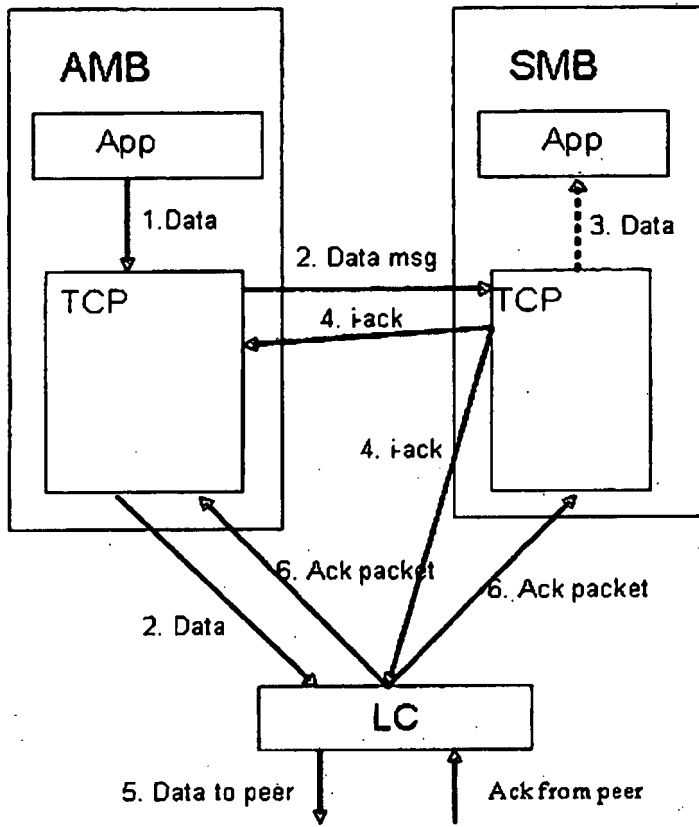 AMB
SMB
App
App
1.Data
3. Data
2. Data msg
TCP
TCP
4. i-ack
4. i-ack
6. Ack packet
6. Ack packet
2. Data
LC
5. Data to peer
Ack from peer